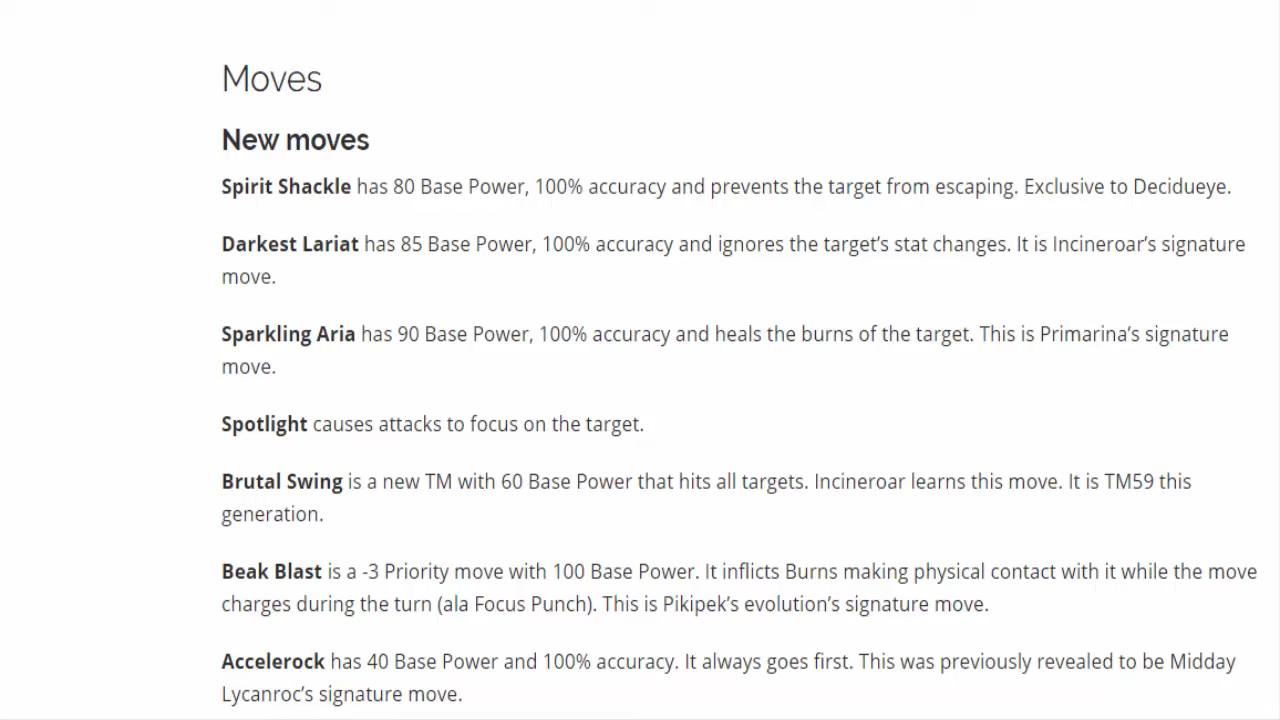 Moves
New moves
Spirit Shackle has 80 Base Power, 100% accuracy and prevents the target from escaping. Exclusive to Decidueye.
Darkest Lariat has 85 Base Power, 100% accuracy and ignores the target’s stat changes. It is Incineroar’s signature
move.
Sparkling Aria has 90 Base Power, 100% accuracy and heals the burns of the target. This is Primarina’s signature
move.
Spotlight causes attacks to focus on the target.
Brutal Swing is a new TM with 60 Base Power that hits all targets. Incineroar learns this move. It is TM59 this
generation.
Beak Blast is a -3 Priority move with 100 Base Power. It inflicts Burns making physical contact with it while the move
charges during the turn (ala Focus Punch). This is Pikipek’s evolution’s signature move.
Accelerock has 40 Base Power and 100% accuracy. It always goes first. This was previously revealed to be Midday
Lycanroc’s signature move.